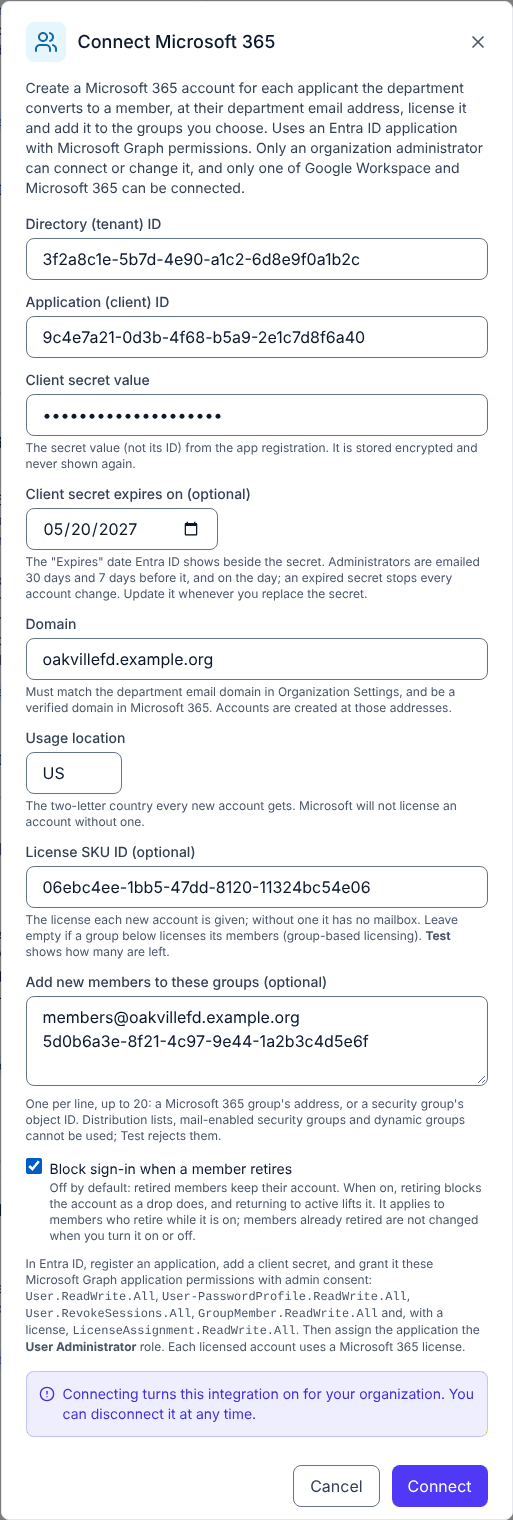 Connect Microsoft 365
Create a Microsoft 365 account for each applicant the department
converts to a member, at their department email address, license it
and add it to the groups you choose. Uses an Entra ID application
with Microsoft Graph permissions. Only an organization administrator
can connect or change it, and only one of Google Workspace and
Microsoft 365 can be connected.
Directory (tenant) ID
3f2a8c1e-5b7d-4e90-a1c2-6d8e9f0a1b2c
Application (client) ID
9c4e7a21-0d3b-4f68-b5a9-2e1c7d8f6a40
Client secret value
••••••••••••••••••••
The secret value (not its ID) from the app registration. It is stored encrypted and
never shown again.
Client secret expires on (optional)
05/20/2027
The "Expires" date Entra ID shows beside the secret. Administrators are emailed
30 days and 7 days before it, and on the day; an expired secret stops every
account change. Update it whenever you replace the secret.
Domain
oakvillefd.example.org
Must match the department email domain in Organization Settings, and be a
verified domain in Microsoft 365. Accounts are created at those addresses.
Usage location
US
The two-letter country every new account gets. Microsoft will not license an
account without one.
License SKU ID (optional)
06ebc4ee-1bb5-47dd-8120-11324bc54e06
The license each new account is given; without one it has no mailbox. Leave
empty if a group below licenses its members (group-based licensing). Test
shows how many are left.
Add new members to these groups (optional)
members@oakvillefd.example.org
5d0b6a3e-8f21-4c97-9e44-1a2b3c4d5e6f
One per line, up to 20: a Microsoft 365 group's address, or a security group's
object ID. Distribution lists, mail-enabled security groups and dynamic groups
cannot be used; Test rejects them.
Block sign-in when a member retires
Off by default: retired members keep their account. When on, retiring blocks
the account as a drop does, and returning to active lifts it. It applies to
members who retire while it is on; members already retired are not changed
when you turn it on or off.
In Entra ID, register an application, add a client secret, and grant it these
Microsoft Graph application permissions with admin consent:
User.ReadWrite.All, User-PasswordProfile.ReadWrite.All,
User.RevokeSessions.All, GroupMember.ReadWrite.All and, with a
license, LicenseAssignment.ReadWrite.All. Then assign the application the
User Administrator role. Each licensed account uses a Microsoft 365 license.
Connecting turns this integration on for your organization. You
can disconnect it at any time.
Cancel
Connect